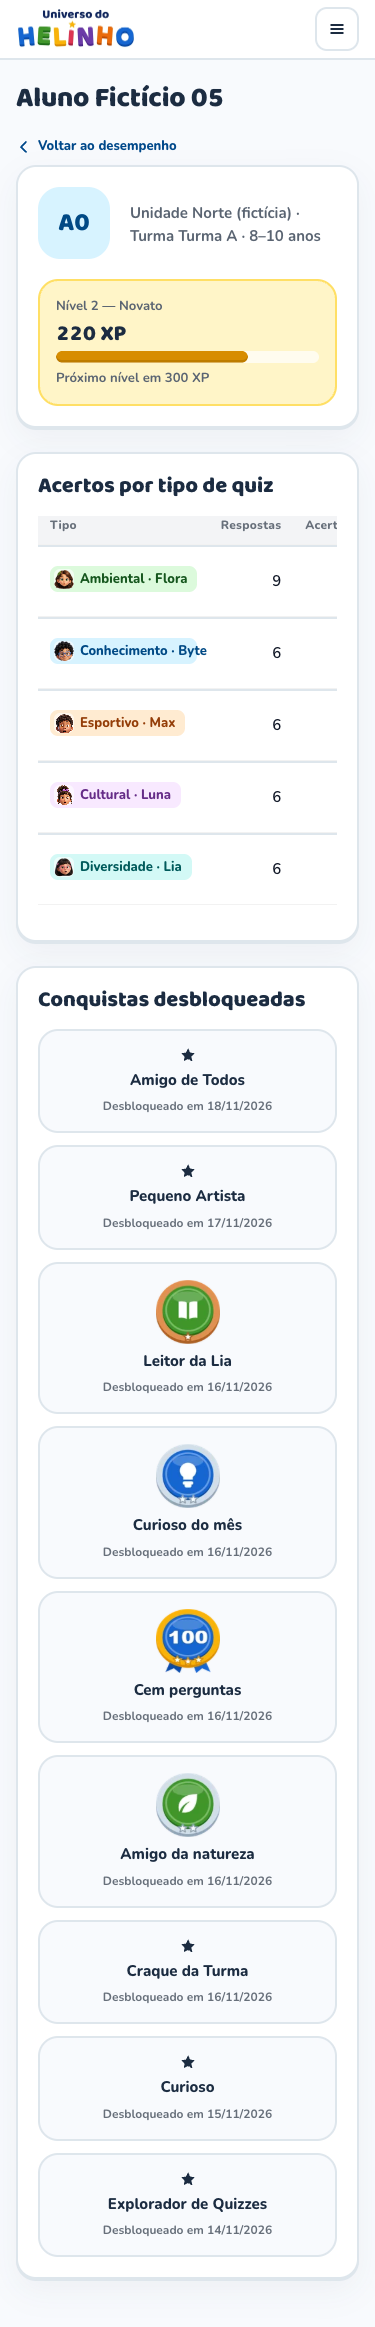 Universo do
HELINHO
Aluno Fictício 05
Voltar ao desempenho
A0
Unidade Norte (fictícia) ·
Turma Turma A · 8–10 anos
Nível 2 — Novato
220 XP
Próximo nível em 300 XP
Acertos por tipo de quiz
Tipo Respostas Acert
Ambiental · Flora 9
Conhecimento · Byte 6
Esportivo · Max 6
Cultural · Luna 6
Diversidade · Lia 6
Conquistas desbloqueadas
Amigo de Todos
Desbloqueado em 18/11/2026
Pequeno Artista
Desbloqueado em 17/11/2026
Leitor da Lia
Desbloqueado em 16/11/2026
Curioso do mês
Desbloqueado em 16/11/2026
100
Cem perguntas
Desbloqueado em 16/11/2026
Amigo da natureza
Desbloqueado em 16/11/2026
Craque da Turma
Desbloqueado em 16/11/2026
Curioso
Desbloqueado em 15/11/2026
Explorador de Quizzes
Desbloqueado em 14/11/2026